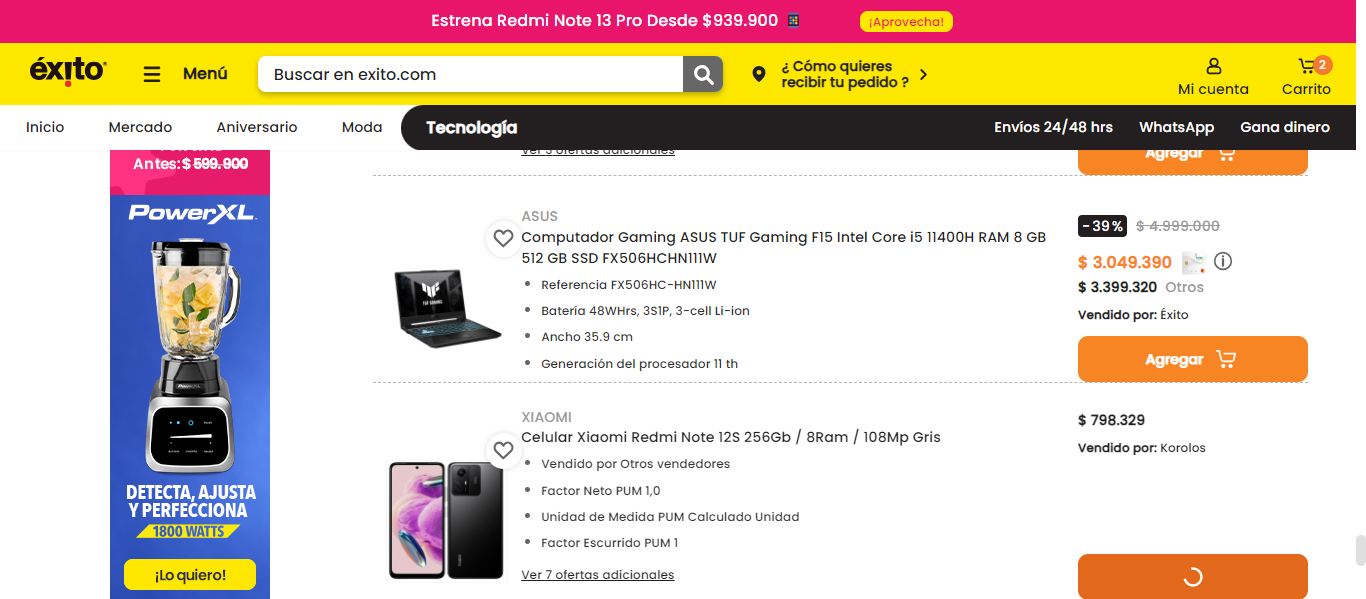 Estrena Redmi Note 13 Pro Desde $939.900
¡Aprovecha!
éxito
Menú
Buscar en exito.com
¿ Cómo quieres
recibir tu pedido ?
Mi cuenta
2
Carrito
Inicio
Mercado
Aniversario
Moda
Tecnología
Envíos 24/48 hrs
WhatsApp
Gana dinero
Antes: $ 599.900
PowerXL
DETECTA, AJUSTA
Y PERFECCIONA
1800 WATTS
¡Lo quiero!
Ver 5 ofertas adicionales
Agregar
ASUS
Computador Gaming ASUS TUF Gaming F15 Intel Core i5 11400H RAM 8 GB
512 GB SSD FX506HCHN111W
Referencia FX506HC-HN111W
Batería 48WHrs, 3S1P, 3-cell Li-ion
Ancho 35.9 cm
Generación del procesador 11 th
-39% $ 4.999.000
$ 3.049.390
$ 3.399.320 Otros
Vendido por: Éxito
Agregar
XIAOMI
Celular Xiaomi Redmi Note 12S 256Gb / 8Ram / 108Mp Gris
Vendido por Otros vendedores
Factor Neto PUM 1,0
Unidad de Medida PUM Calculado Unidad
Factor Escurrido PUM 1
Ver 7 ofertas adicionales
$ 798.329
Vendido por: Korolos